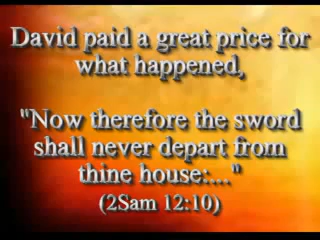 David paid a great price for
what happened,
"Now therefore the sword
shall never depart from
thine house:..."
(2Sam 12:10)